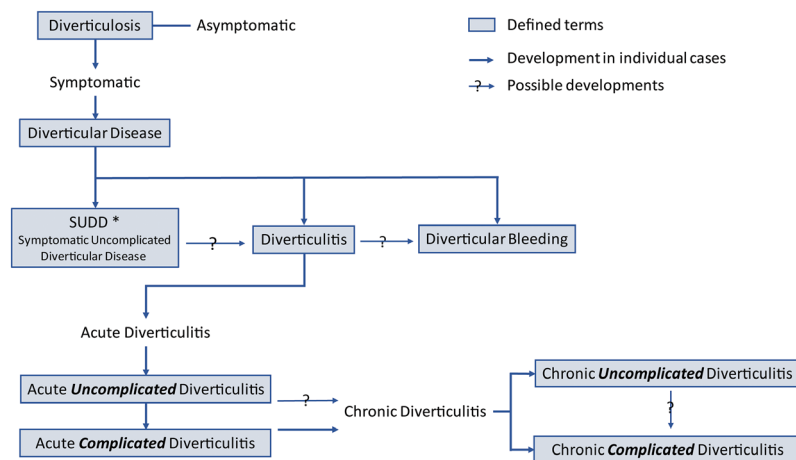 Diverticulosis
Asymptomatic
Defined terms
Development in individual cases
Symptomatic
?
Possible developments
Diverticular Disease
SUDD *
Symptomatic Uncomplicated
Diverticular Disease
?
Diverticulitis
?
Diverticular Bleeding
Acute Diverticulitis
Acute Uncomplicated Diverticulitis
?
Chronic Diverticulitis
Acute Complicated Diverticulitis
Chronic Uncomplicated Diverticulitis
?
Chronic Complicated Diverticulitis